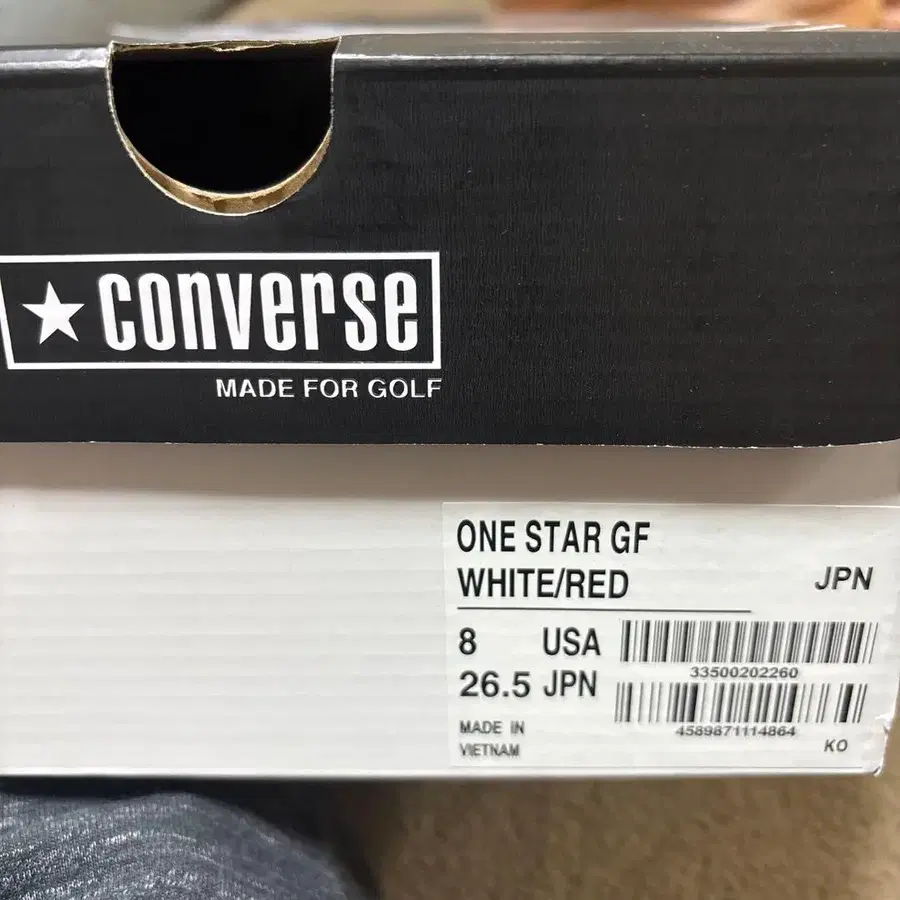 converse
MADE FOR GOLF
ONE STAR GF
WHITE/RED JPN
8 USA
33500202260
26.5 JPN
4589871114864
MADE IN
VIETNAM
KO